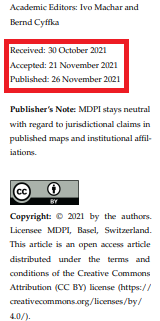 Academic Editors: Ivo Machar and
Bernd Cyffka
Received: 30 October 2021
Accepted: 21 November 2021
Published: 26 November 2021
Publisher's Note: MDPI stays neutral
with regard to jurisdictional claims in
published maps and institutional affil-
iations.
cc BY
Copyright: © 2021 by the authors.
Licensee MDPI, Basel, Switzerland.
This article is an open access article
distributed under the terms and
conditions of the Creative Commons
Attribution (CC BY) license (https://
creativecommons.org/licenses/by/
4.0/).